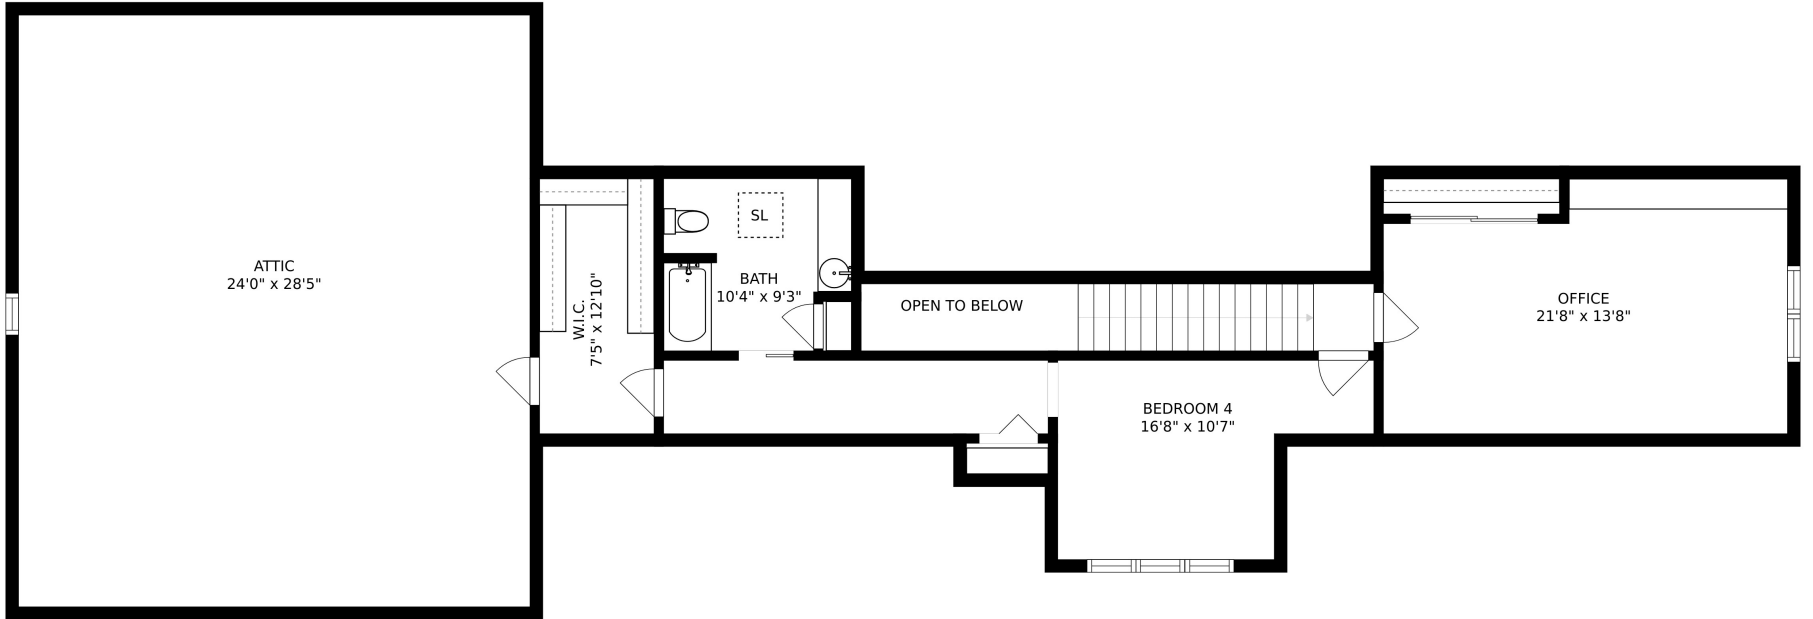 ATTIC
24'0" x 28'5"
W.I.C.
7'5" x 12'10"
SL
BATH
10'4" x 9'3"
OPEN TO BELOW
BEDROOM 4
16'8" x 10'7"
OFFICE
21'8" x 13'8"